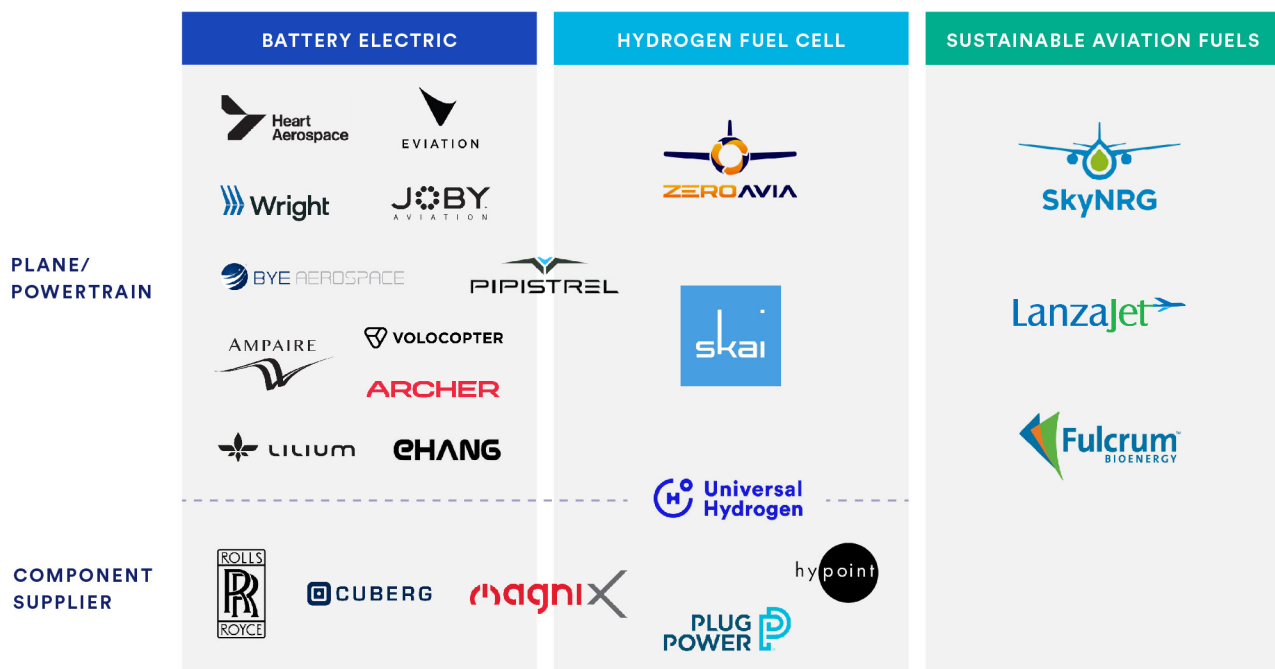 BATTERY ELECTRIC
HYDROGEN FUEL CELL
SUSTAINABLE AVIATION FUELS
PLANE/
POWERTRAIN
Heart
Aerospace
EVIATION
Wright
JOBY
AVIATION
BYE AEROSPACE
PIPISTREL
AMPAIRE
VOLOCOPTER
ARCHER
LILIUM
eHANG
ZEROAVIA
skai
Universal
Hydrogen
SkyNRG
LanzaJet
Fulcrum™
BIOENERGY
COMPONENT
SUPPLIER
ROLLS
RR
ROYCE
CUBERG
magniX
hypoint
PLUG
POWER